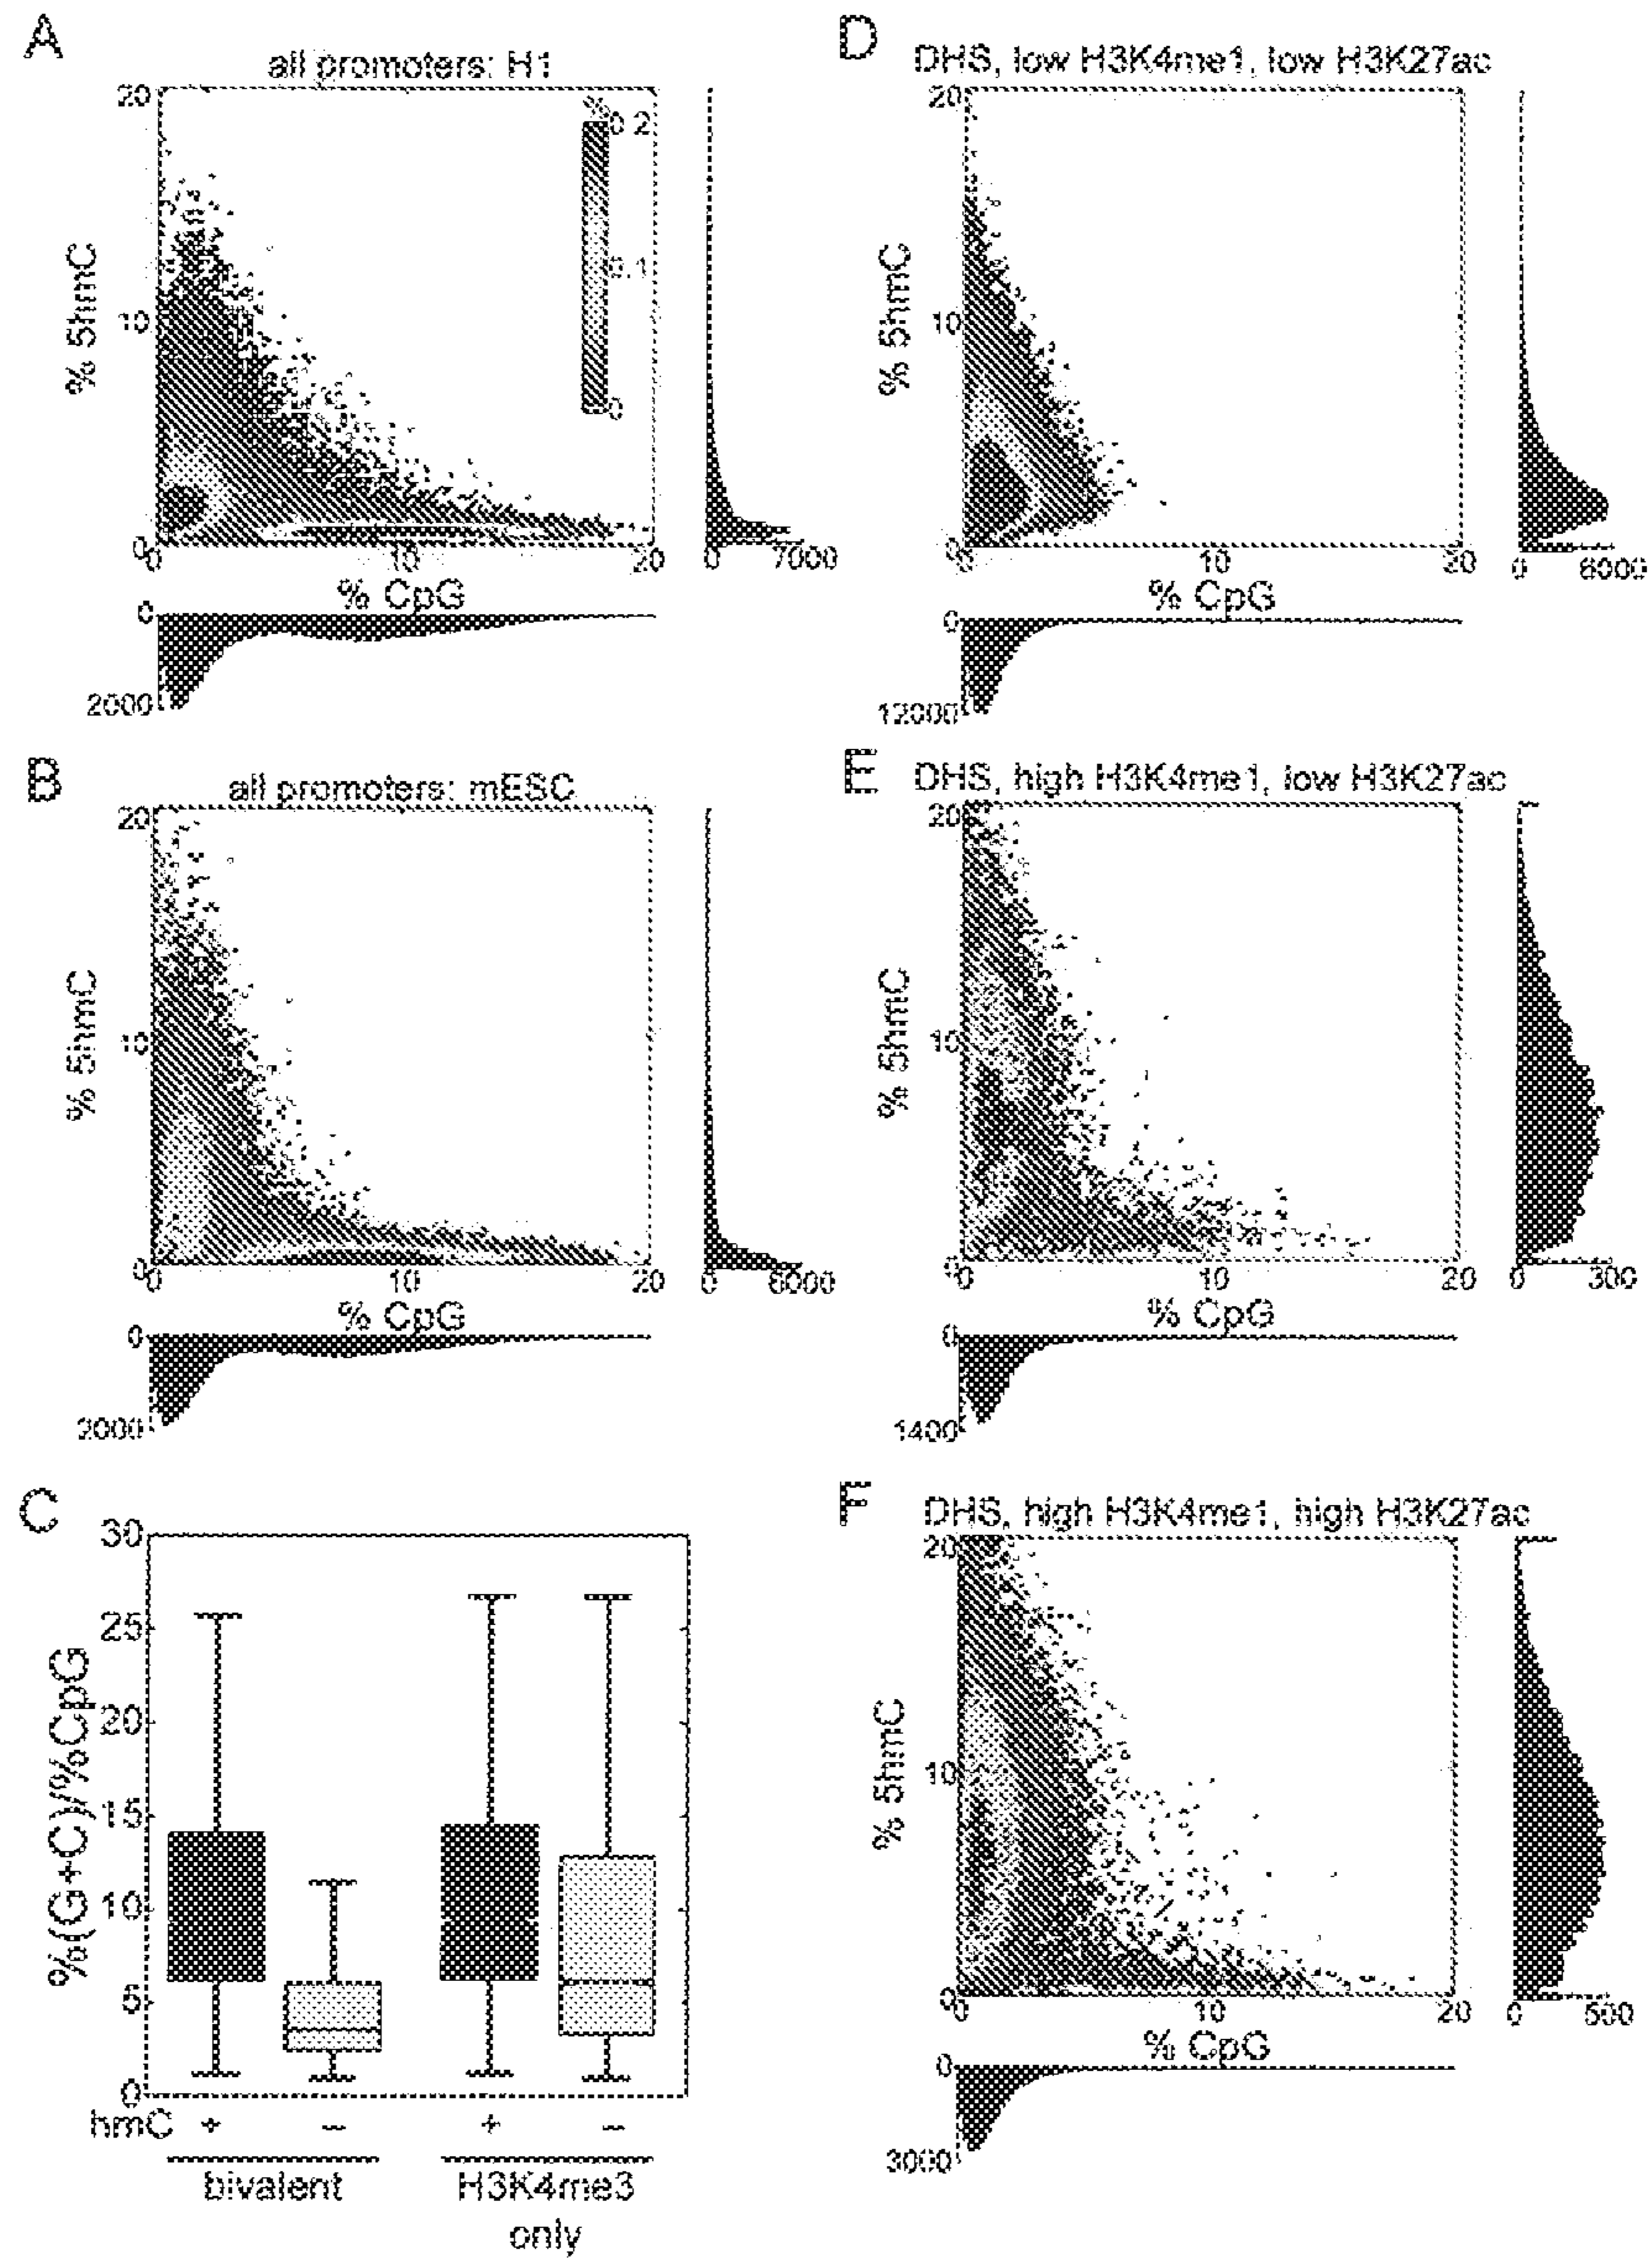 A
all promoters: H1
20
10
0
% 5hmC
%
0.2
0.1
0
0 10 20
% CpG
0 7000
0
2000
B
all promoters: mESC
20
10
0
% 5hmC
0 10 20
% CpG
0 6000
0
2000
C
30
25
20
15
10
5
0
%(G+C)/%CpG
hmC + − + −
bivalent H3K4me3
only
D
DHS, low H3K4me1, low H3K27ac
20
10
0
% 5hmC
0 10 20
% CpG
0 8000
0
12000
E
DHS, high H3K4me1, low H3K27ac
20
10
0
% 5hmC
0 10 20
% CpG
0 300
0
1400
F
DHS, high H3K4me1, high H3K27ac
20
10
0
% 5hmC
0 10 20
% CpG
0 500
0
3000